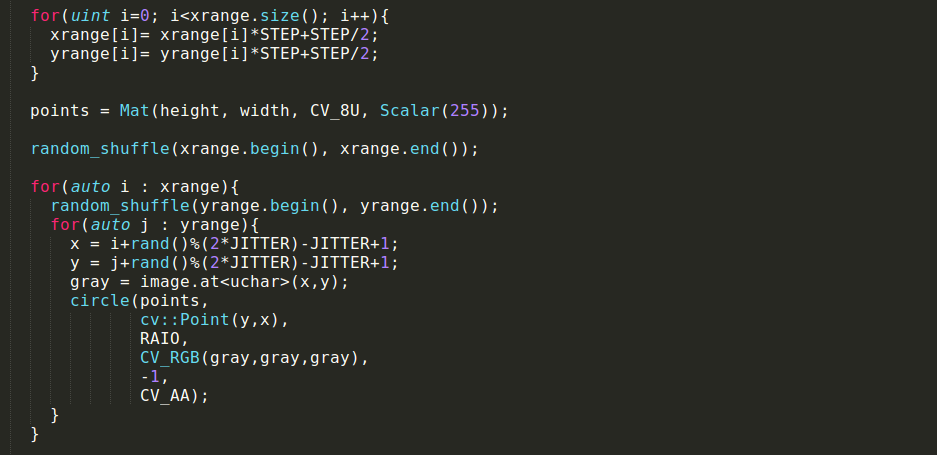 for(uint i=0; i<xrange.size(); i++){
  xrange[i]= xrange[i]*STEP+STEP/2;
  yrange[i]= yrange[i]*STEP+STEP/2;
}

points = Mat(height, width, CV_8U, Scalar(255));

random_shuffle(xrange.begin(), xrange.end());

for(auto i : xrange){
  random_shuffle(yrange.begin(), yrange.end());
  for(auto j : yrange){
    x = i+rand()%(2*JITTER)-JITTER+1;
    y = j+rand()%(2*JITTER)-JITTER+1;
    gray = image.at<uchar>(x,y);
    circle(points,
           cv::Point(y,x),
           RAIO,
           CV_RGB(gray,gray,gray),
           -1,
           CV_AA);
  }
}